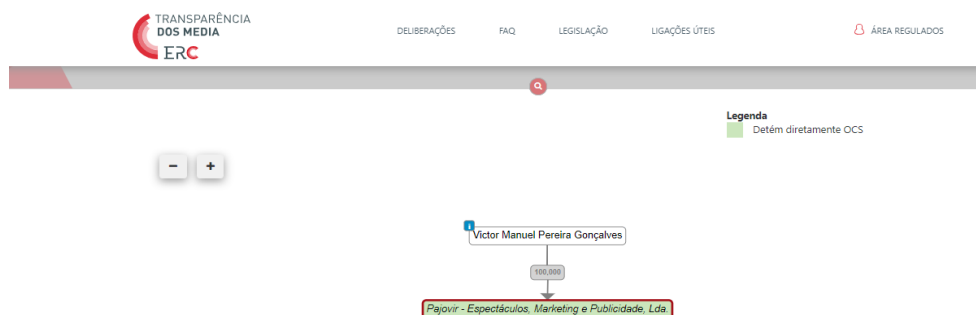 TRANSPARÊNCIA
DOS MEDIA
ERC
DELIBERAÇÕES
FAQ
LEGISLAÇÃO
LIGAÇÕES ÚTEIS
ÁREA REGULADOS
Legenda
Detém diretamente OCS
− +
i
Victor Manuel Pereira Gonçalves
100,000
Pajovir - Espectáculos, Marketing e Publicidade, Lda.